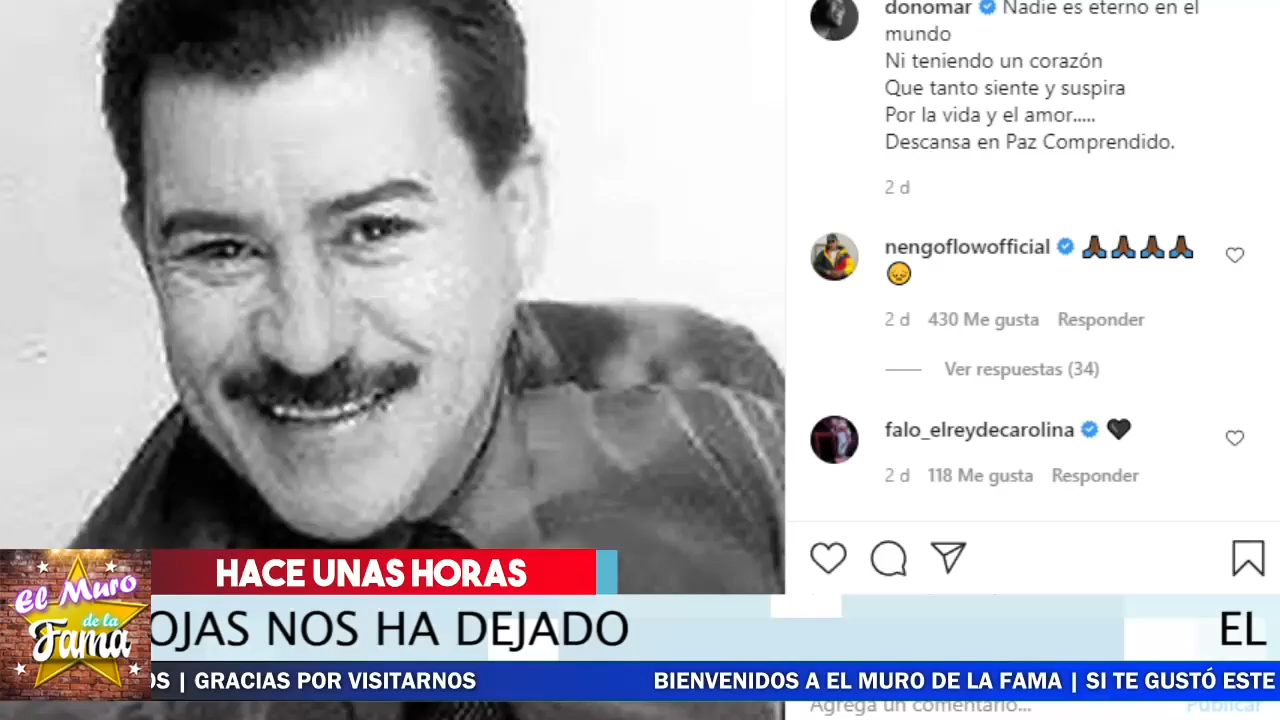 donomar Nadie es eterno en el
mundo
Ni teniendo un corazón
Que tanto siente y suspira
Por la vida y el amor.....
Descansa en Paz Comprendido.
2 d
nengoflowofficial
2 d 430 Me gusta Responder
Ver respuestas (34)
falo_elreydecarolina
2 d 118 Me gusta Responder
El Muro
de la
Fama
HACE UNAS HORAS
OJAS NOS HA DEJADO
EL
OS | GRACIAS POR VISITARNOS
BIENVENIDOS A EL MURO DE LA FAMA | SI TE GUSTÓ ESTE
Agrega un comentario...
Publicar